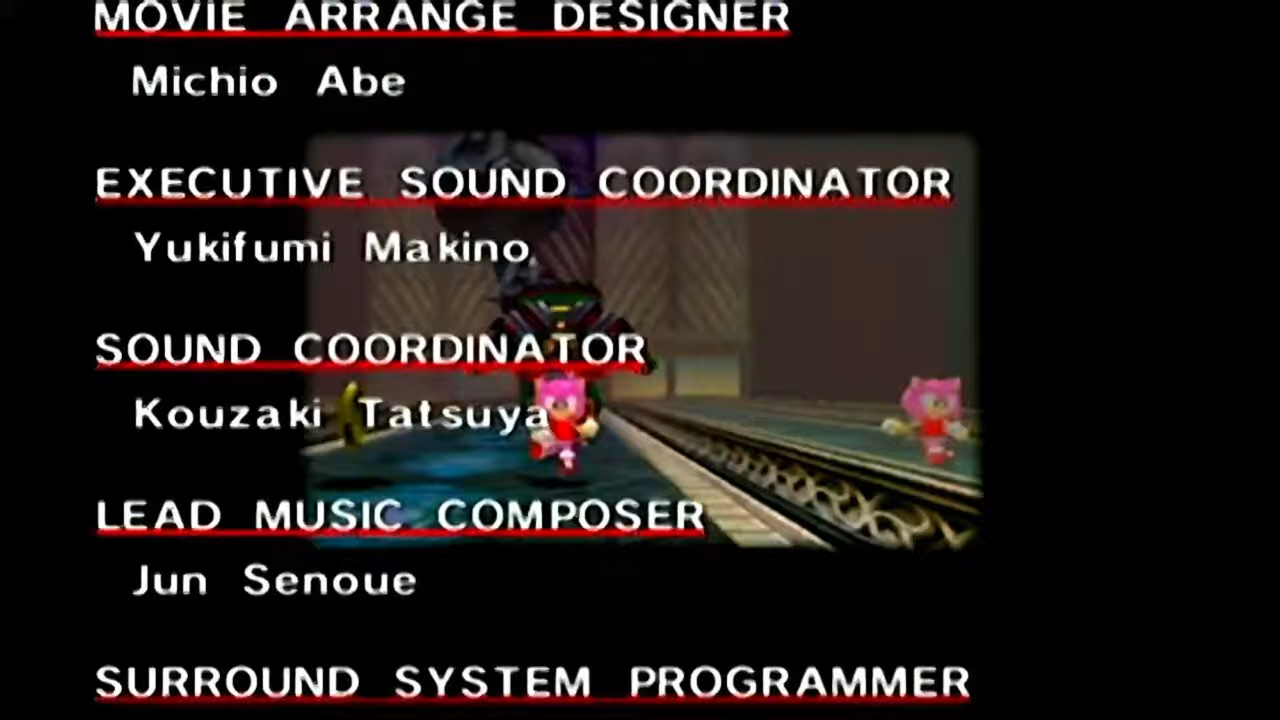 MOVIE ARRANGE DESIGNER
Michio Abe
EXECUTIVE SOUND COORDINATOR
Yukifumi Makino
SOUND COORDINATOR
Kouzaki Tatsuya
LEAD MUSIC COMPOSER
Jun Senoue
SURROUND SYSTEM PROGRAMMER